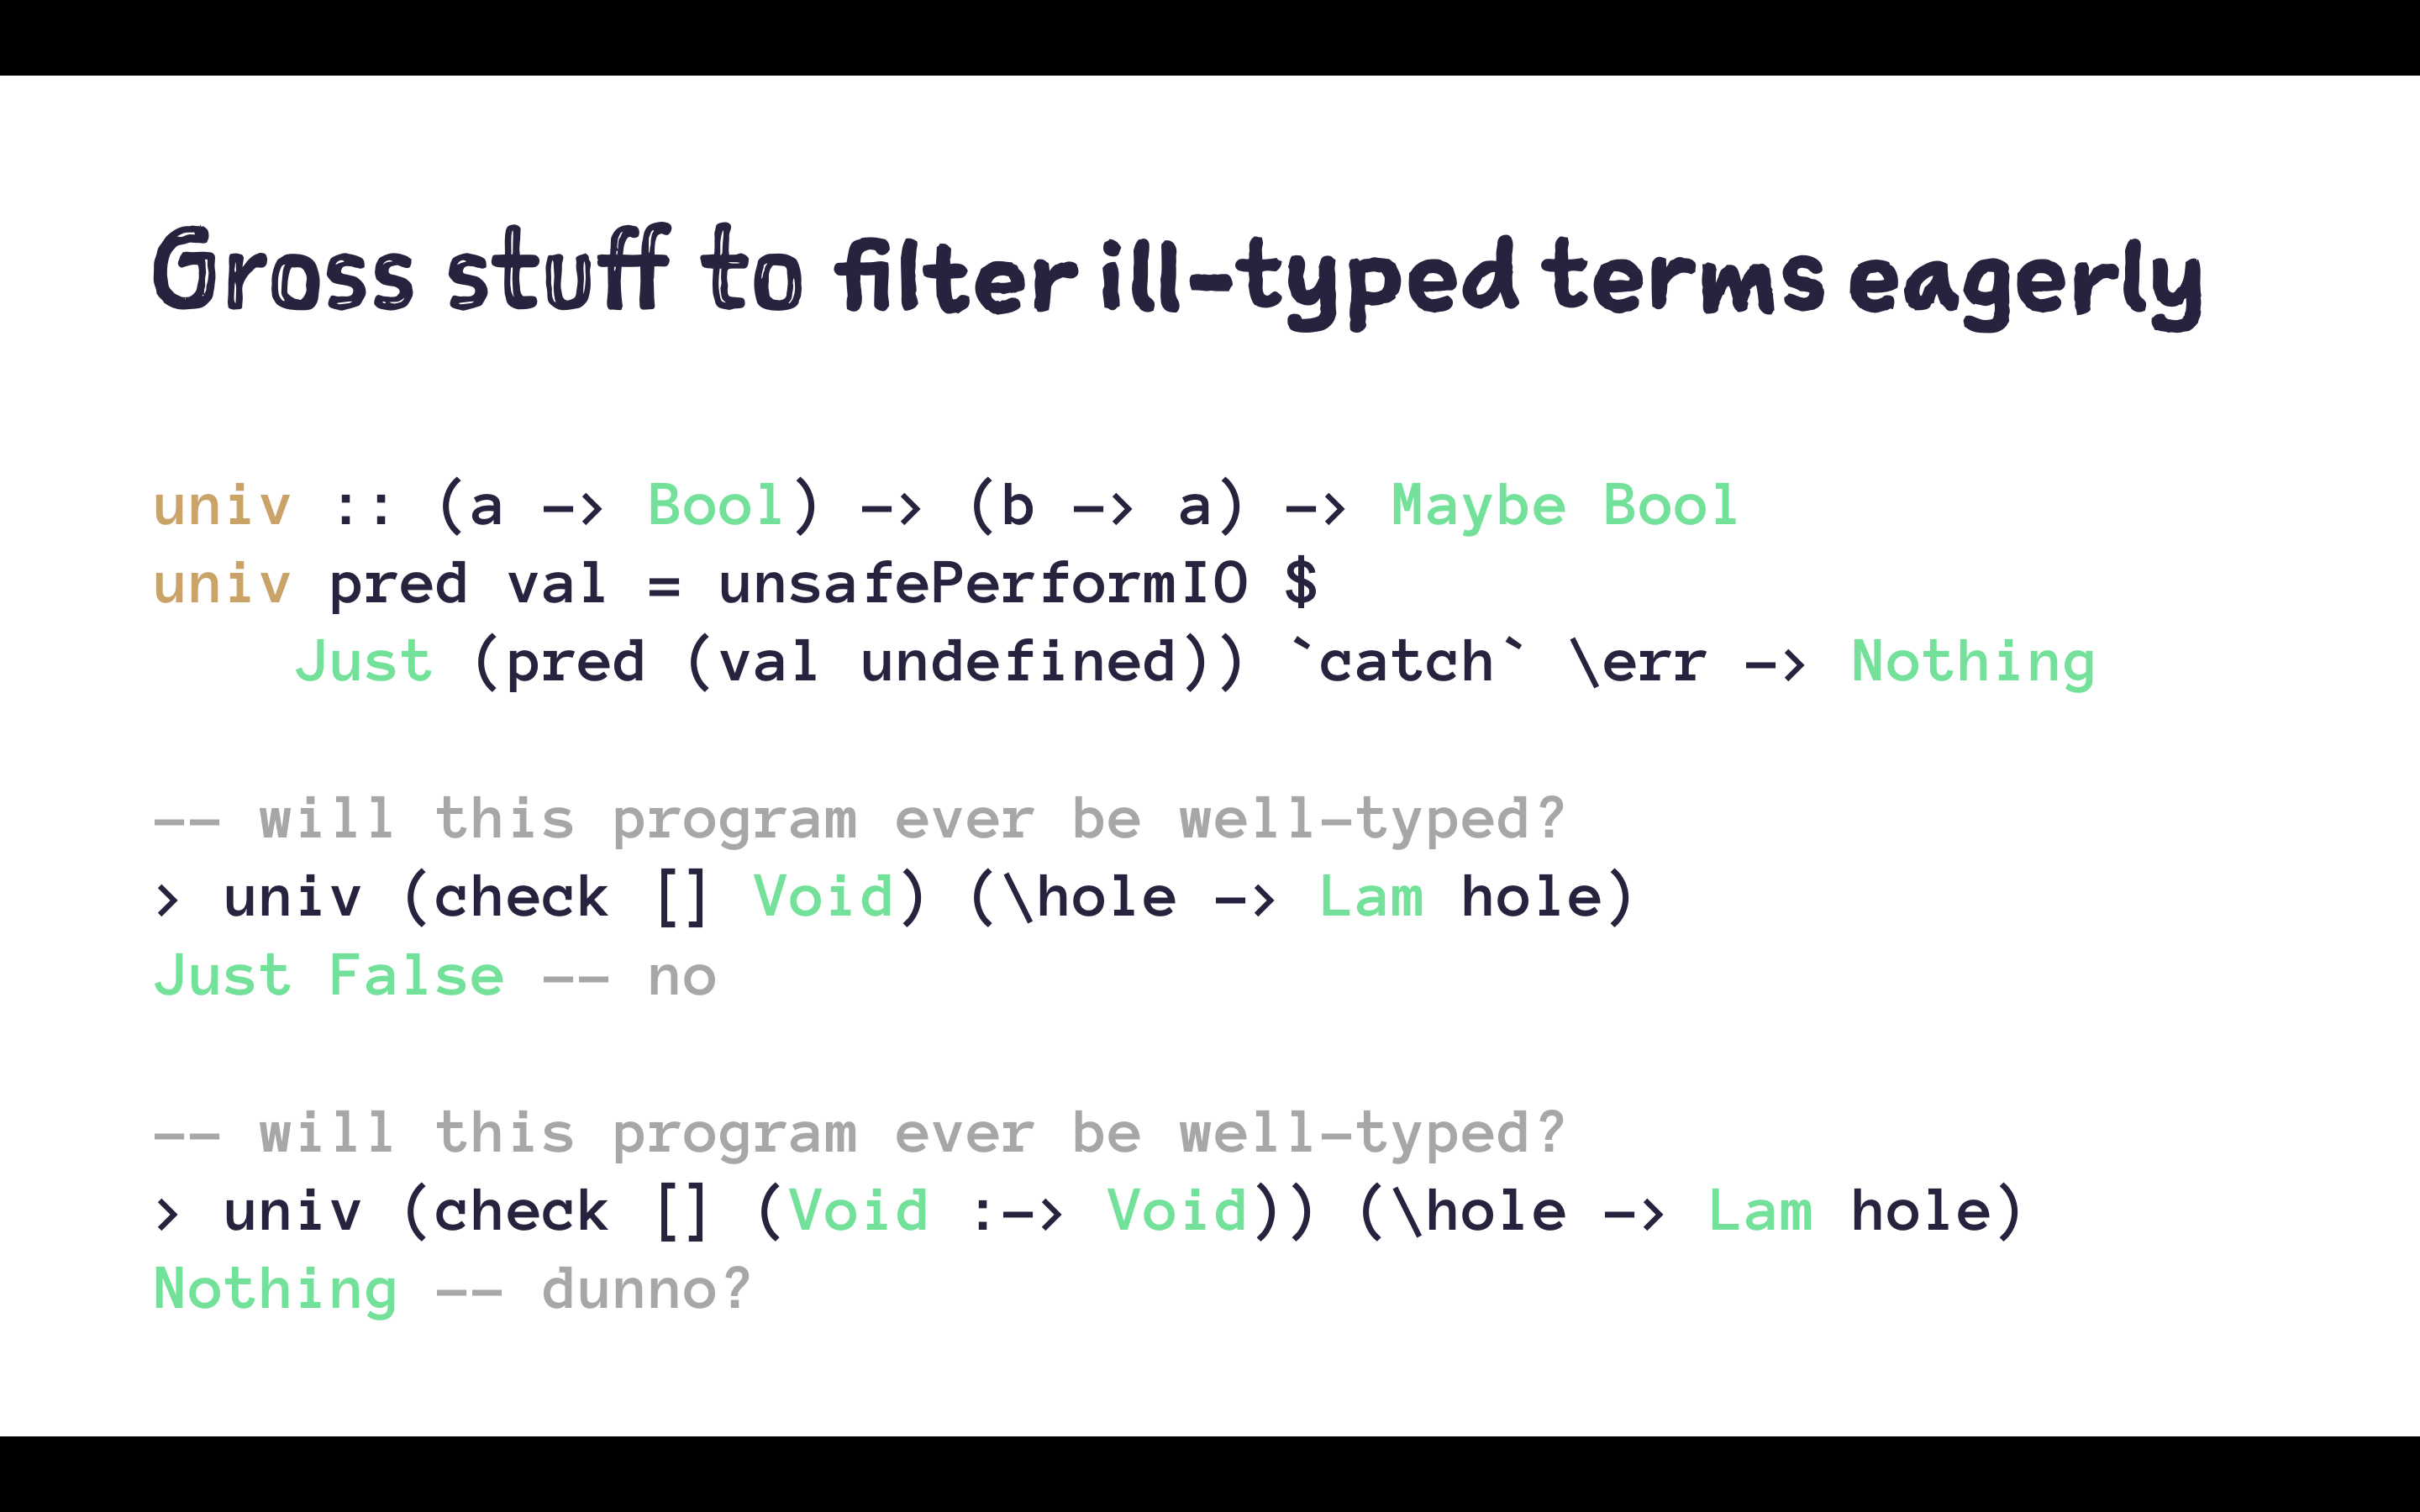 Gross stuff to filter ill-typed terms eagerly
univ :: (a -> Bool) -> (b -> a) -> Maybe Bool
univ pred val = unsafePerformIO $
    Just (pred (val undefined)) `catch` \err -> Nothing
-- will this program ever be well-typed?
> univ (check [] Void) (\hole -> Lam hole)
Just False -- no
-- will this program ever be well-typed?
> univ (check [] (Void :-> Void)) (\hole -> Lam hole)
Nothing -- dunno?